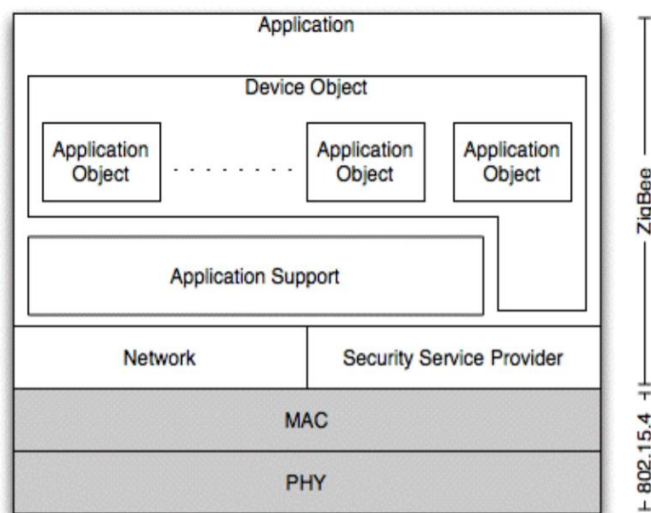 Application
Device Object
Application
Object
. . . . . . . .
Application
Object
Application
Object
Application Support
Network
Security Service Provider
MAC
PHY
ZigBee
802.15.4